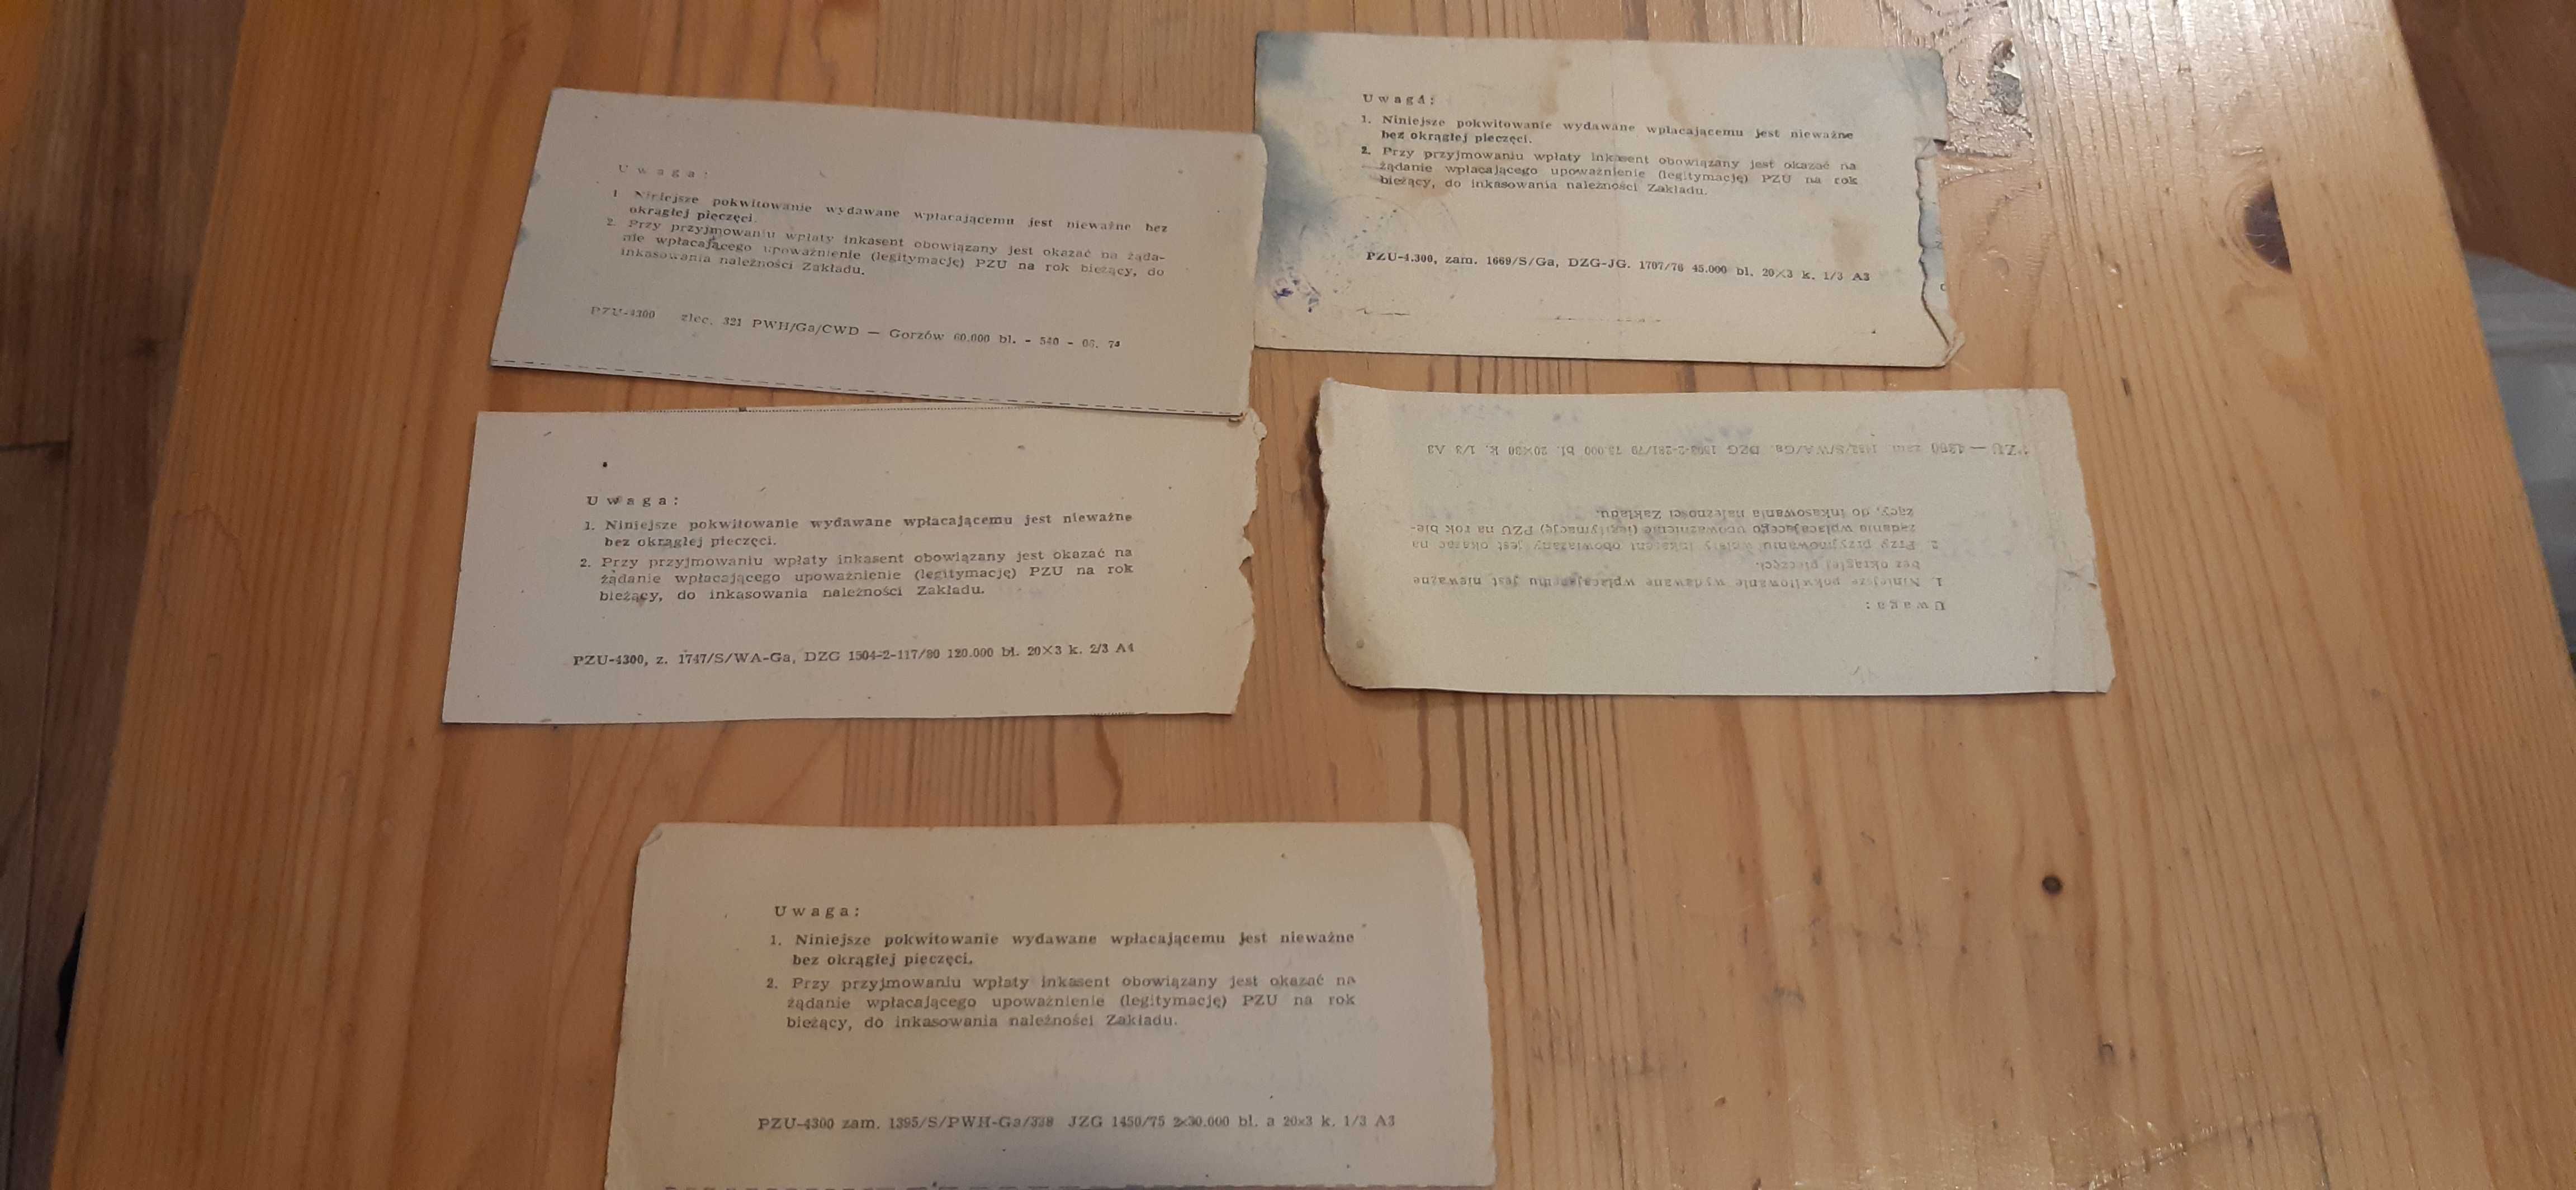 Uwaga:
1 Niniejsze pokwitowanie wydawane wpłacającemu jest nieważne bez
okrągłej pieczęci.
2. Przy przyjmowaniu wpłaty inkasent obowiązany jest okazać na żąda-
nie wpłacającego upoważnienie (legitymację) PZU na rok bieżący, do
inkasowania należności Zakładu.
PZU-4300 zlec. 321 PWH/Ga/CWD — Gorzów 60.000 bl. - 540 - 06.
Uwaga:
1. Niniejsze pokwitowanie wydawane wpłacającemu jest nieważne
bez okrągłej pieczęci.
2. Przy przyjmowaniu wpłaty inkasent obowiązany jest okazać na
żądanie wpłacającego upoważnienie (legitymację) PZU na rok
bieżący, do inkasowania należności Zakładu.
PZU-4.300, zam. 1669/S/Ga, DZG-JG. 1707/76 45.000 bl. 20×3 k. 1/3 A3
Uwaga:
1. Niniejsze pokwitowanie wydawane wpłacającemu jest nieważne
bez okrągłej pieczęci.
2. Przy przyjmowaniu wpłaty inkasent obowiązany jest okazać na
żądanie wpłacającego upoważnienie (legitymację) PZU na rok
bieżący, do inkasowania należności Zakładu.
PZU-4300, z. 1747/S/WA-Ga, DZG 1504-2-117/80 120.000 bl. 20×3 k. 2/3 A4
Uwaga:
1. Niniejsze pokwitowanie wydawane wpłacającemu jest nieważne
bez okrągłej pieczęci.
2. Przy przyjmowaniu wpłaty inkasent obowiązany jest okazać na
żądanie wpłacającego upoważnienie (legitymację) PZU na rok bie-
żący, do inkasowania należności Zakładu.
PZU — 4300 zam. DZG bl. k. 1/3 A3
Uwaga:
1. Niniejsze pokwitowanie wydawane wpłacającemu jest nieważne
bez okrągłej pieczęci.
2. Przy przyjmowaniu wpłaty inkasent obowiązany jest okazać na
żądanie wpłacającego upoważnienie (legitymację) PZU na rok
bieżący, do inkasowania należności Zakładu.
PZU-4300 zam. 1395/S/PWH-Ga/338 JZG 1450/75 2×30.000 bl. a 20x3 k. 1/3 A3